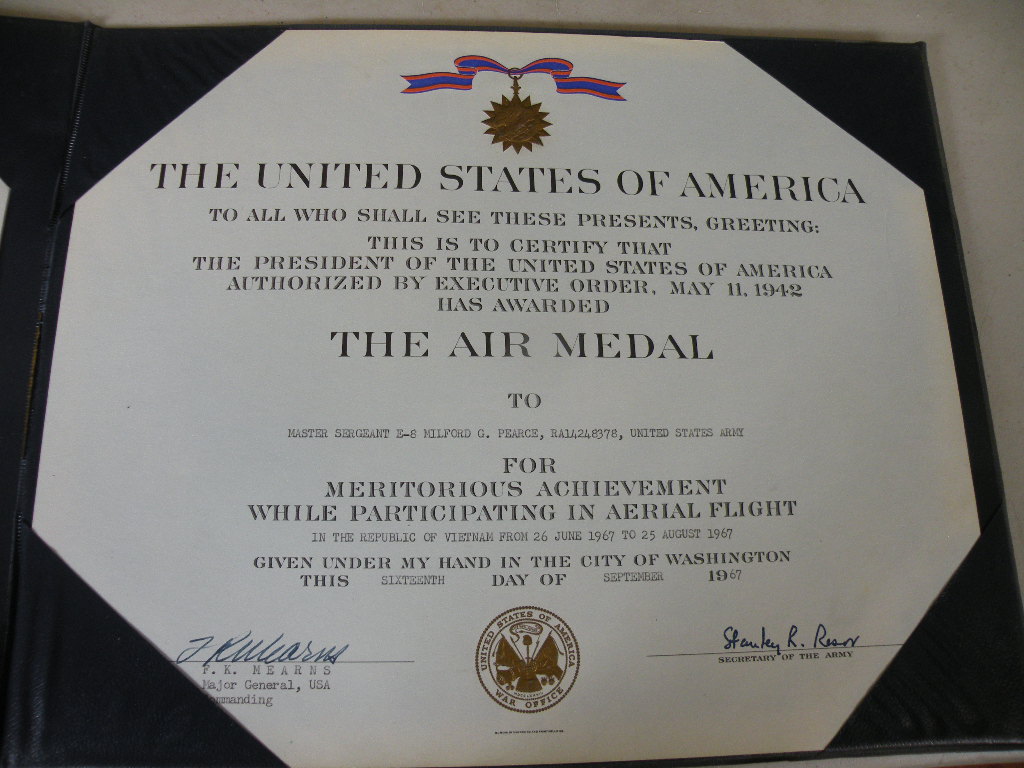 THE UNITED STATES OF AMERICA
TO ALL WHO SHALL SEE THESE PRESENTS, GREETING:
THIS IS TO CERTIFY THAT
THE PRESIDENT OF THE UNITED STATES OF AMERICA
AUTHORIZED BY EXECUTIVE ORDER, MAY 11, 1942
HAS AWARDED
THE AIR MEDAL
TO
MASTER SERGEANT E-8 MILFORD G. PEARCE, RA14248378, UNITED STATES ARMY
FOR
MERITORIOUS ACHIEVEMENT
WHILE PARTICIPATING IN AERIAL FLIGHT
IN THE REPUBLIC OF VIETNAM FROM 26 JUNE 1967 TO 25 AUGUST 1967
GIVEN UNDER MY HAND IN THE CITY OF WASHINGTON
THIS SIXTEENTH DAY OF SEPTEMBER 1967
F K Mearns
F. K. MEARNS
Major General, USA
mmanding
UNITED STATES OF AMERICA
WAR OFFICE
Stanley R. Resor
SECRETARY OF THE ARMY